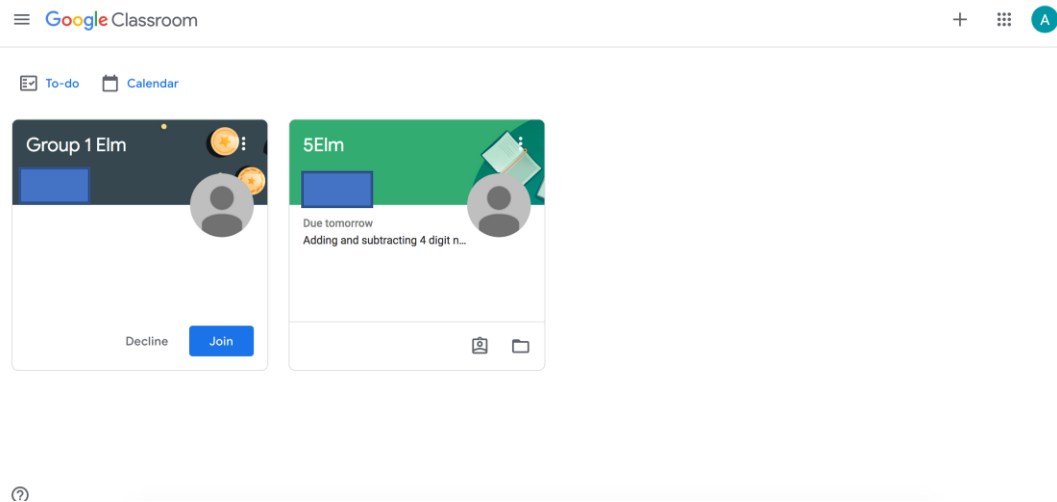 Google Classroom
A
To-do
Calendar
Group 1 Elm
5Elm
Due tomorrow
Adding and subtracting 4 digit n...
Decline
Join